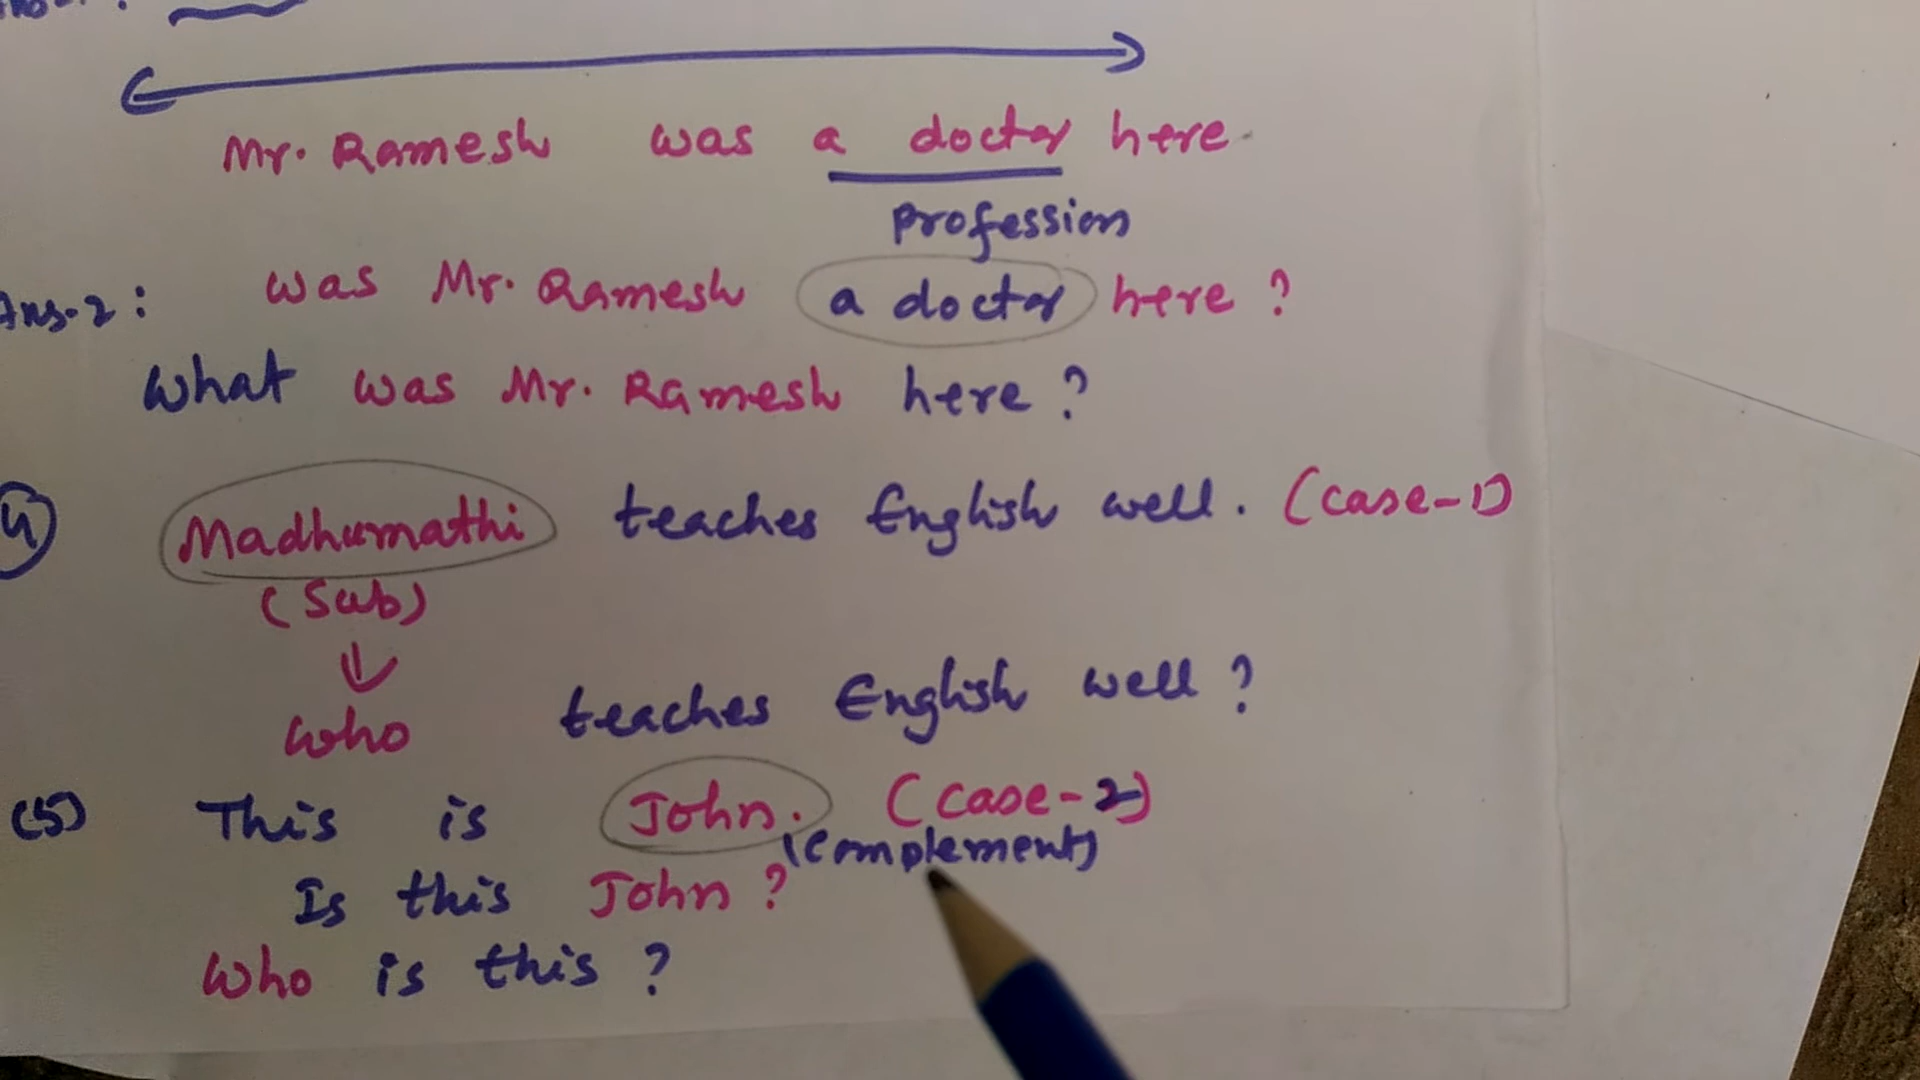 Mr. Ramesh was a doctor here.
Profession
Ans-2: was Mr. Ramesh a doctor here?
What was Mr. Ramesh here?
4 Madhumathi teaches English well. (case-1)
(Sub)
who teaches English well?
(5) This is John. (case-2)
(complement)
Is this John?
Who is this?